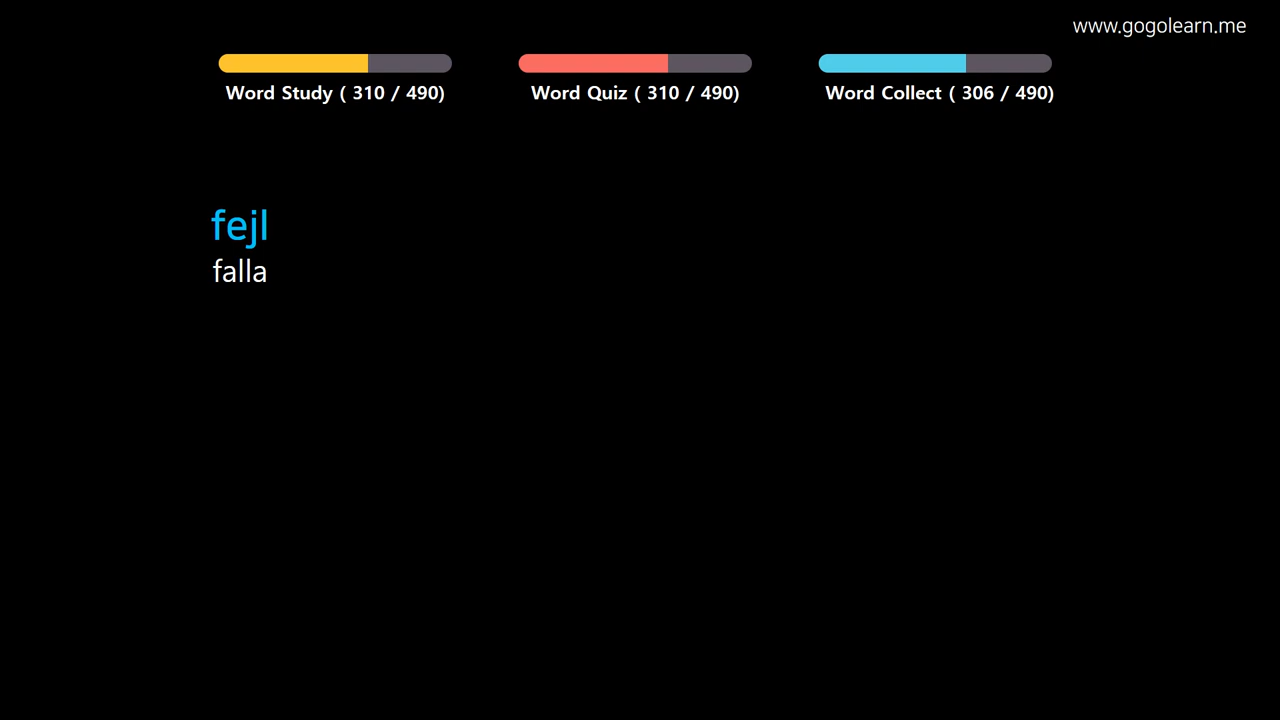 www.gogolearn.me
Word Study ( 310 / 490)
Word Quiz ( 310 / 490)
Word Collect ( 306 / 490)
fejl
falla